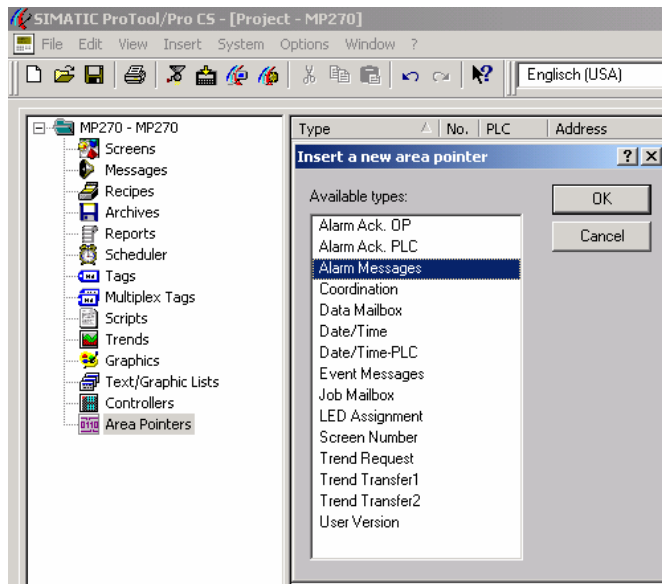 SIMATIC ProTool/Pro CS - [Project - MP270]
File Edit View Insert System Options Window ?
Englisch (USA)
MP270 - MP270
Screens
Messages
Recipes
Archives
Reports
Scheduler
Tags
Multiplex Tags
Scripts
Trends
Graphics
Text/Graphic Lists
Controllers
Area Pointers
Type No. PLC Address
Insert a new area pointer
Available types:
Alarm Ack. OP
Alarm Ack. PLC
Alarm Messages
Coordination
Data Mailbox
Date/Time
Date/Time-PLC
Event Messages
Job Mailbox
LED Assignment
Screen Number
Trend Request
Trend Transfer1
Trend Transfer2
User Version
OK
Cancel